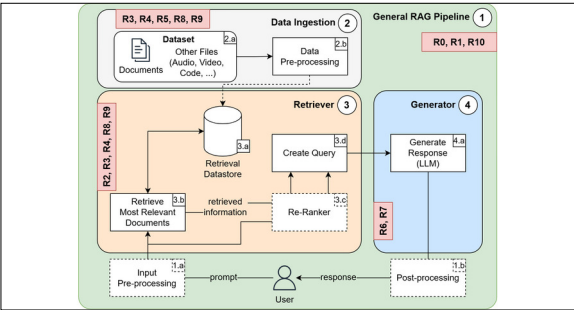 R3, R4, R5, R8, R9
Data Ingestion 2
General RAG Pipeline 1
R0, R1, R10
Dataset 2.a
Documents
Other Files
(Audio, Video,
Code, ...)
Data 2.b
Pre-processing
Retriever 3
R2, R3, R4, R8, R9
3.a
Retrieval
Datastore
Create Query 3.d
Retrieve 3.b
Most Relevant
Documents
retrieved
information
Re-Ranker 3.c
Generator 4
Generate 4.a
Response
(LLM)
R6, R7
Input 1.a
Pre-processing
prompt
User
response
Post-processing 1.b